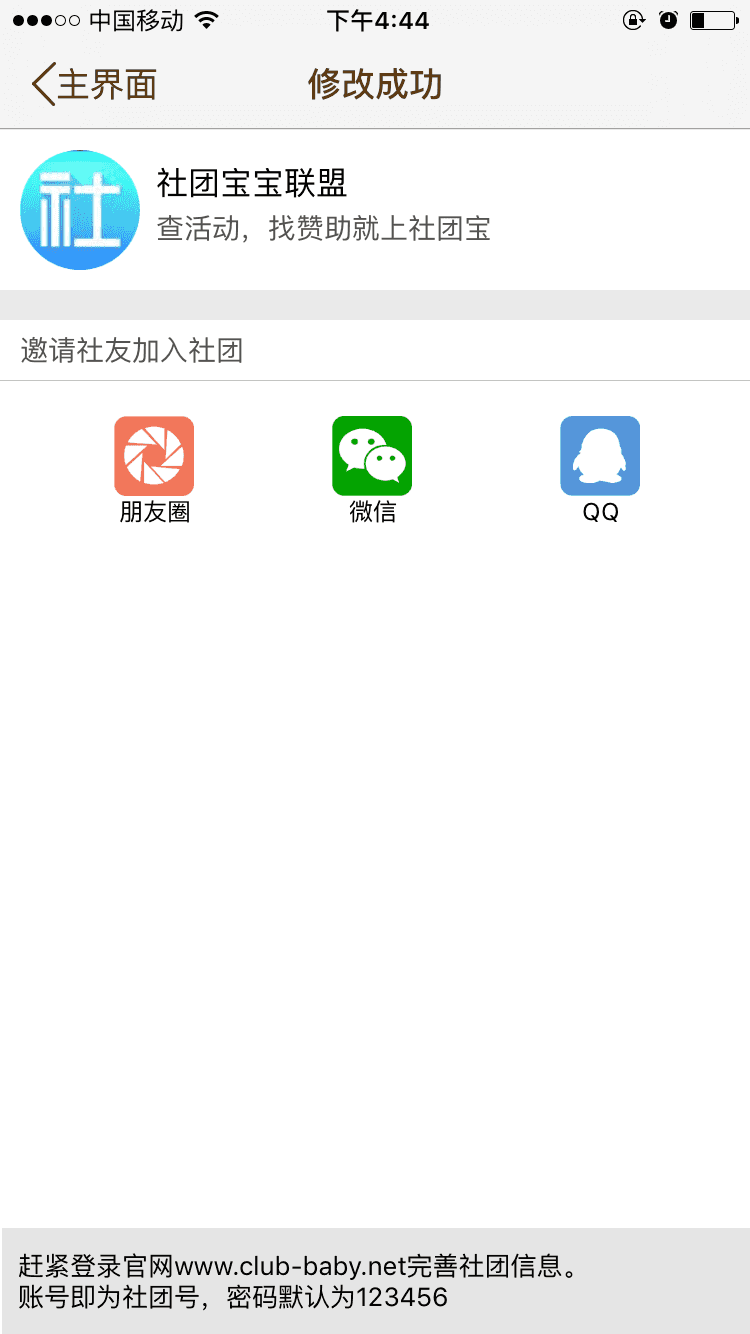 中国移动
下午4:44
主界面
修改成功
社
社团宝宝联盟
查活动，找赞助就上社团宝
邀请社友加入社团
朋友圈
微信
QQ
赶紧登录官网www.club-baby.net完善社团信息。
账号即为社团号，密码默认为123456